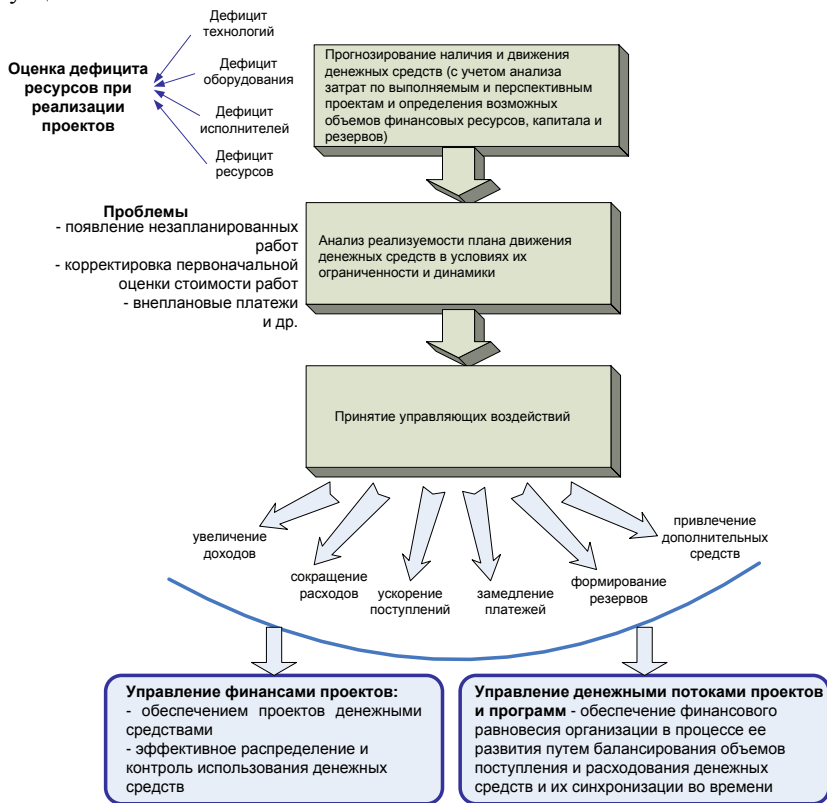 Дефицит
технологий
Оценка дефицита
ресурсов при
реализации
проектов
Дефицит
оборудования
Дефицит
исполнителей
Дефицит
ресурсов
Прогнозирование наличия и движения
денежных средств (с учетом анализа
затрат по выполняемым и перспективным
проектам и определения возможных
объемов финансовых ресурсов, капитала и
резервов)
Проблемы
- появление незапланированных
работ
- корректировка первоначальной
оценки стоимости работ
- внеплановые платежи
и др.
Анализ реализуемости плана движения
денежных средств в условиях их
ограниченности и динамики
Принятие управляющих воздействий
увеличение
доходов
сокращение
расходов
ускорение
поступлений
замедление
платежей
формирование
резервов
привлечение
дополнительных
средств
Управление финансами проектов:
- обеспечением проектов денежными
средствами
- эффективное распределение и
контроль использования денежных
средств
Управление денежными потоками проектов
и программ - обеспечение финансового
равновесия организации в процессе ее
развития путем балансирования объемов
поступления и расходования денежных
средств и их синхронизации во времени